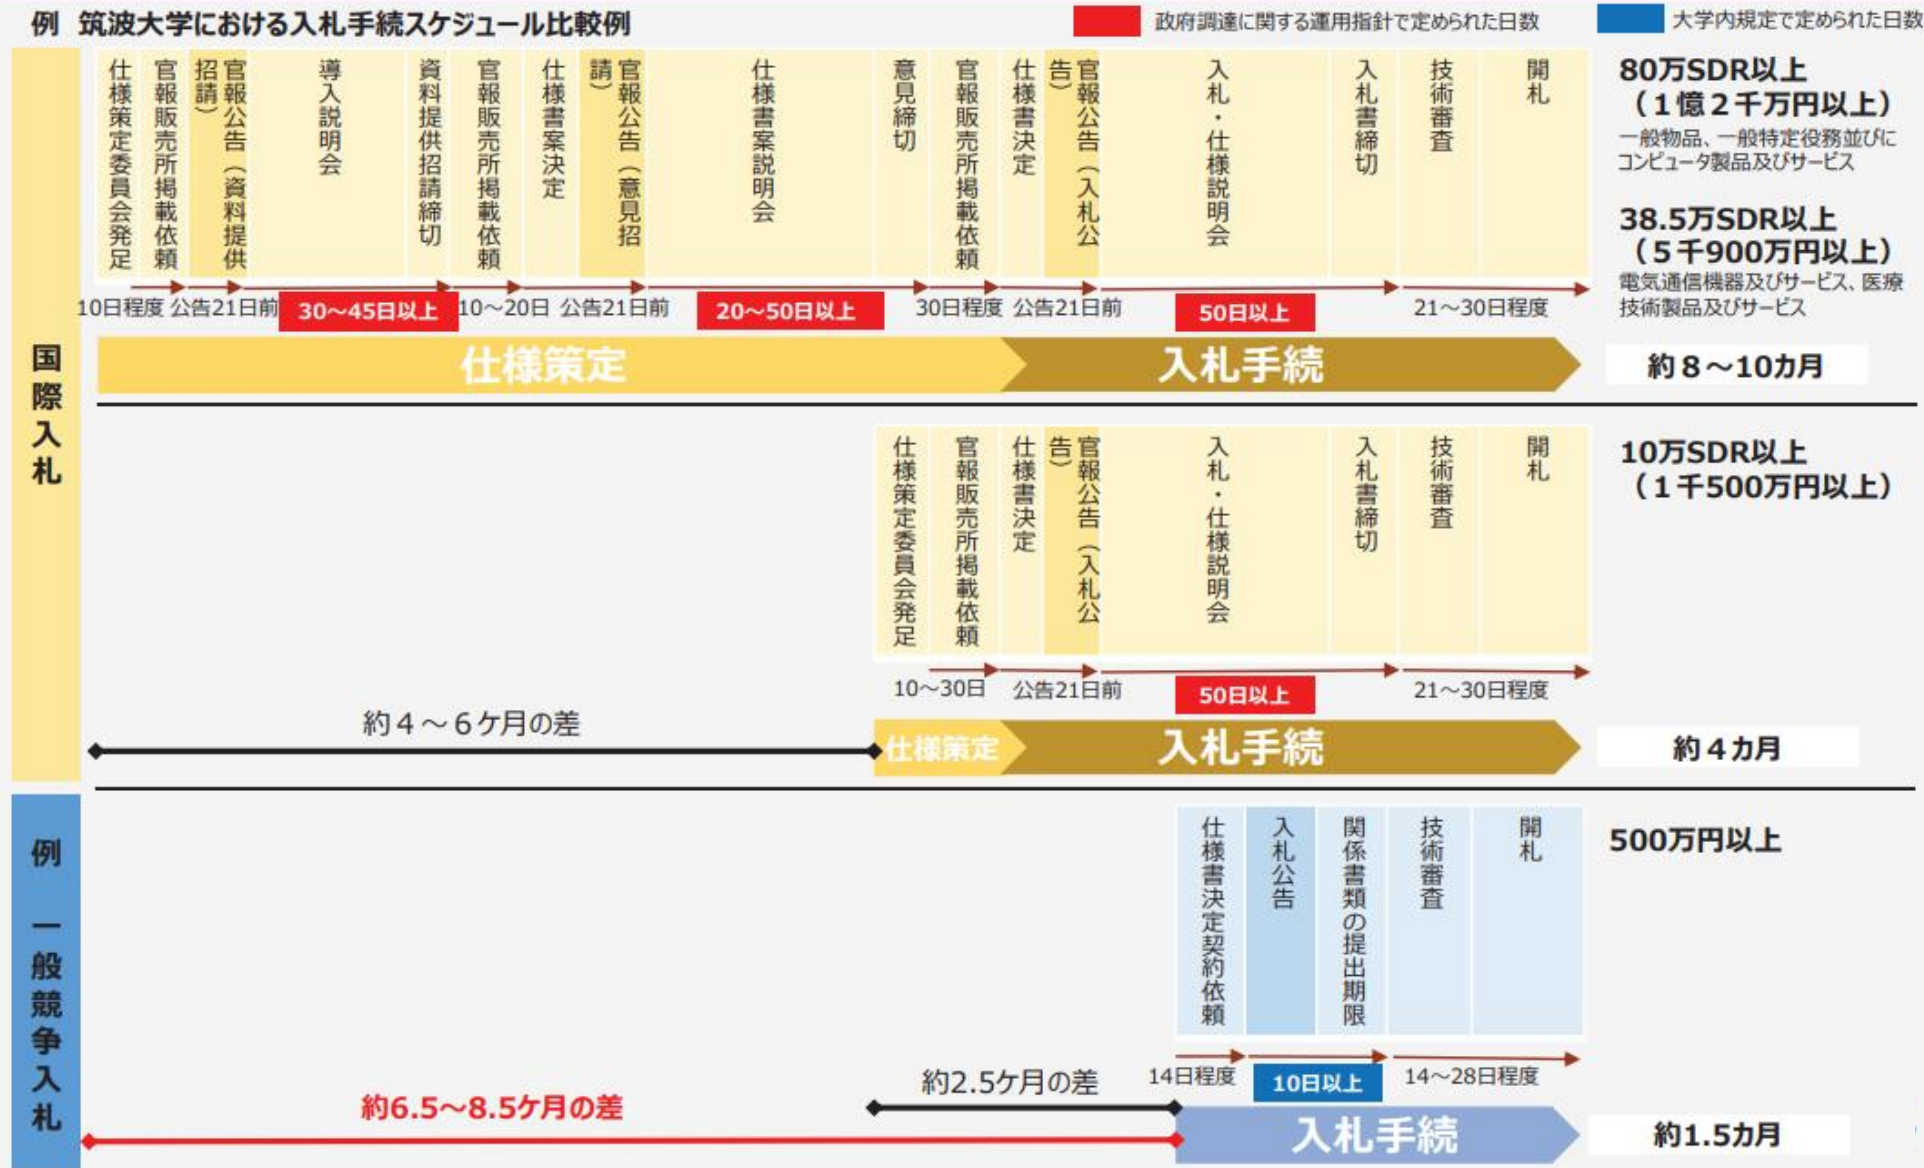 例 筑波大学における入札手続スケジュール比較例
政府調達に関する運用指針で定められた日数
大学内規定で定められた日数
国際入札
仕様策定委員会発足
官報販売所掲載依頼
官報公告（資料提供
招請）
導入説明会
資料提供招請締切
官報販売所掲載依頼
仕様書案決定
官報公告（意見招
請）
仕様書案説明会
意見締切
官報販売所掲載依頼
仕様書決定
官報公告（入札公
告）
入札・仕様説明会
入札書締切
技術審査
開札
80万SDR以上
（１億２千万円以上）
一般物品、一般特定役務並びに
コンピュータ製品及びサービス
38.5万SDR以上
（５千900万円以上）
電気通信機器及びサービス、医療
技術製品及びサービス
10日程度
公告21日前
30～45日以上
10～20日
公告21日前
20～50日以上
30日程度
公告21日前
50日以上
21～30日程度
仕様策定
入札手続
約８～10カ月
仕様策定委員会発足
官報販売所掲載依頼
仕様書決定
官報公告（入札公
告）
入札・仕様説明会
入札書締切
技術審査
開札
10万SDR以上
（１千500万円以上）
10～30日
公告21日前
50日以上
21～30日程度
約４～６ケ月の差
仕様策定
入札手続
約４カ月
例 一般競争入札
仕様書決定契約依頼
入札公告
関係書類の提出期限
技術審査
開札
500万円以上
14日程度
10日以上
14～28日程度
約2.5ケ月の差
約6.5～8.5ケ月の差
入札手続
約1.5カ月